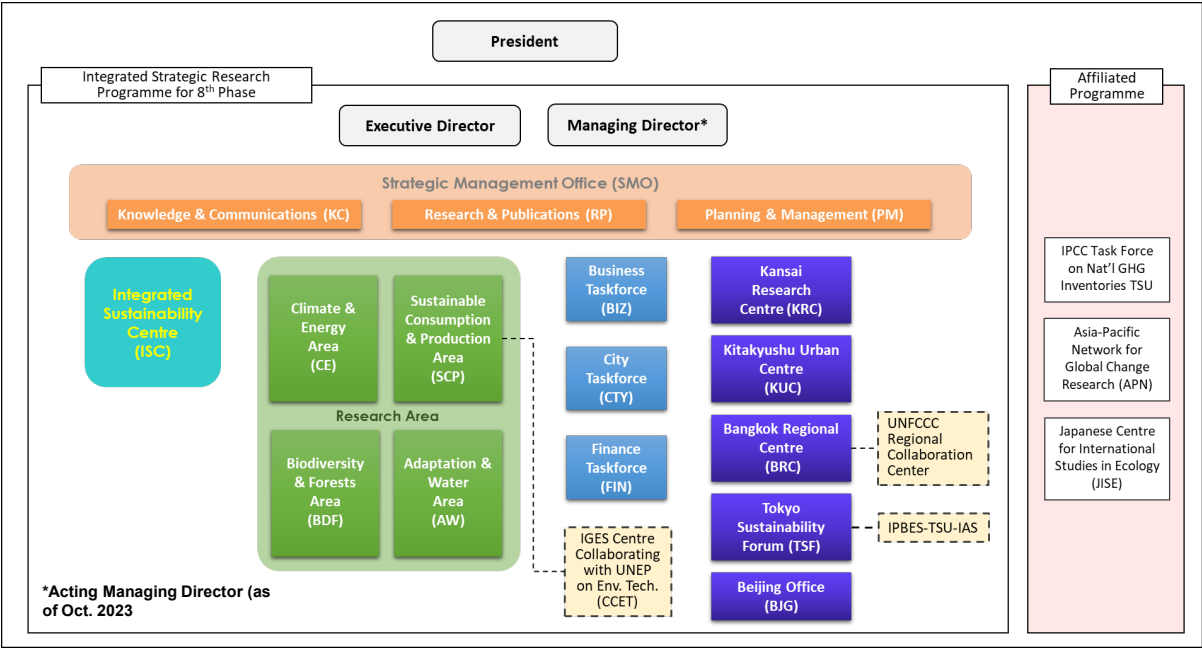 President
Integrated Strategic Research
Programme for 8th Phase
Affiliated
Programme
Executive Director
Managing Director*
Strategic Management Office (SMO)
Knowledge & Communications (KC)
Research & Publications (RP)
Planning & Management (PM)
Integrated
Sustainability
Centre
(ISC)
Climate &
Energy
Area
(CE)
Sustainable
Consumption
& Production
Area
(SCP)
Research Area
Biodiversity
& Forests
Area
(BDF)
Adaptation &
Water
Area
(AW)
Business
Taskforce
(BIZ)
City
Taskforce
(CTY)
Finance
Taskforce
(FIN)
IGES Centre
Collaborating
with UNEP
on Env. Tech.
(CCET)
Kansai
Research
Centre (KRC)
Kitakyushu Urban
Centre
(KUC)
Bangkok Regional
Centre
(BRC)
Tokyo
Sustainability
Forum (TSF)
Beijing Office
(BJG)
UNFCCC
Regional
Collaboration
Center
IPBES-TSU-IAS
IPCC Task Force
on Nat’l GHG
Inventories TSU
Asia-Pacific
Network for
Global Change
Research (APN)
Japanese Centre
for International
Studies in Ecology
(JISE)
*Acting Managing Director (as
of Oct. 2023